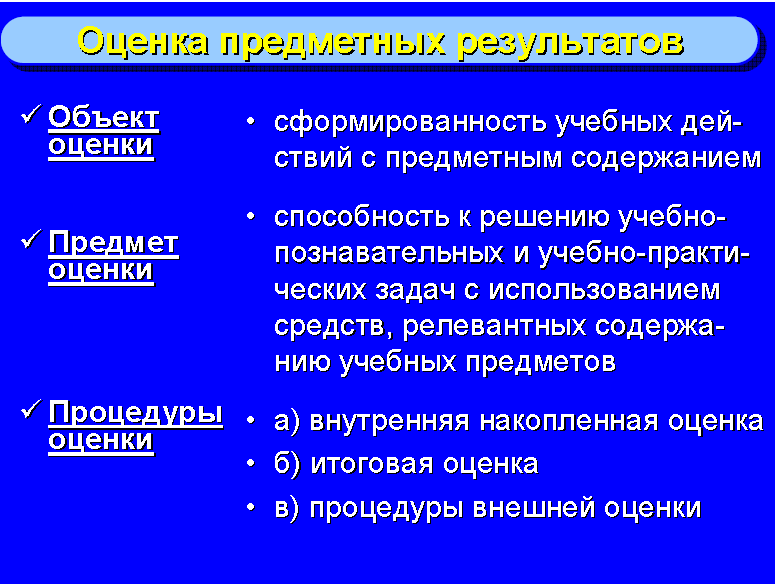 Оценка предметных результатов
✓ Объект
оценки
• сформированность учебных дей-
ствий с предметным содержанием
✓ Предмет
оценки
• способность к решению учебно-
познавательных и учебно-практи-
ческих задач с использованием
средств, релевантных содержа-
нию учебных предметов
✓ Процедуры
оценки
• а) внутренняя накопленная оценка
• б) итоговая оценка
• в) процедуры внешней оценки